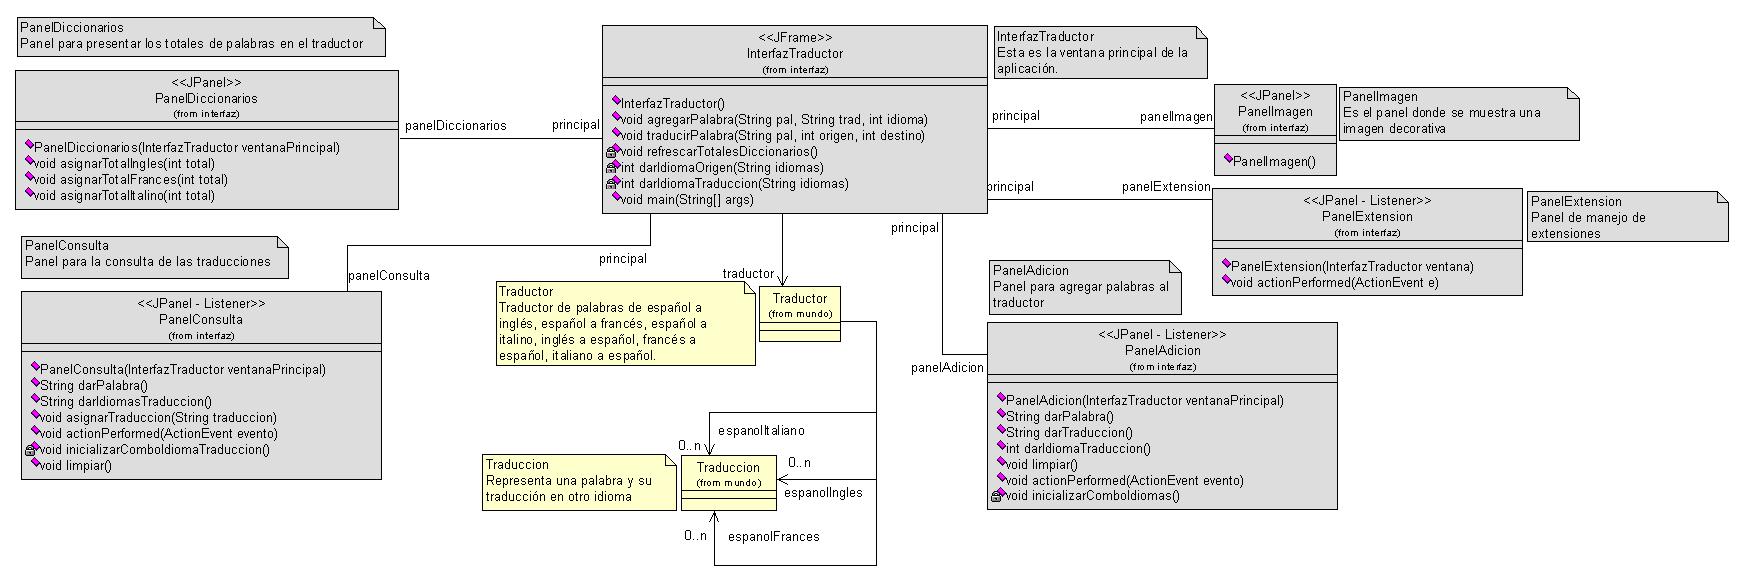 PanelDiccionarios
Panel para presentar los totales de palabras en el traductor
<<JPanel>>
PanelDiccionarios
(from interfaz)
PanelDiccionarios(InterfazTraductor ventanaPrincipal)
void asignarTotalIngles(int total)
void asignarTotalFrances(int total)
void asignarTotalItalino(int total)
panelDiccionarios
principal
<<JFrame>>
InterfazTraductor
(from interfaz)
InterfazTraductor()
void agregarPalabra(String pal, String trad, int idioma)
void traducirPalabra(String pal, int origen, int destino)
void refrescarTotalesDiccionarios()
int darIdiomaOrigen(String idiomas)
int darIdiomaTraduccion(String idiomas)
void main(String[] args)
InterfazTraductor
Esta es la ventana principal de la
aplicación.
principal
panelImagen
<<JPanel>>
PanelImagen
(from interfaz)
PanelImagen()
PanelImagen
Es el panel donde se muestra una
imagen decorativa
principal
panelExtension
<<JPanel - Listener>>
PanelExtension
(from interfaz)
PanelExtension(InterfazTraductor ventana)
void actionPerformed(ActionEvent e)
PanelExtension
Panel de manejo de
extensiones
PanelConsulta
Panel para la consulta de las traducciones
panelConsulta
principal
<<JPanel - Listener>>
PanelConsulta
(from interfaz)
PanelConsulta(InterfazTraductor ventanaPrincipal)
String darPalabra()
String darIdiomasTraduccion()
void asignarTraduccion(String traduccion)
void actionPerformed(ActionEvent evento)
void inicializarComboIdiomaTraduccion()
void limpiar()
traductor
Traductor
Traductor de palabras de español a
inglés, español a francés, español a
italino, inglés a español, francés a
español, italiano a español.
Traductor
(from mundo)
principal
panelAdicion
PanelAdicion
Panel para agregar palabras al
traductor
<<JPanel - Listener>>
PanelAdicion
(from interfaz)
PanelAdicion(InterfazTraductor ventanaPrincipal)
String darPalabra()
String darTraduccion()
int darIdiomaTraduccion()
void limpiar()
void actionPerformed(ActionEvent evento)
void inicializarComboIdiomas()
espanolItaliano
0..n
0..n
espanolIngles
Traduccion
Representa una palabra y su
traducción en otro idioma
Traduccion
(from mundo)
0..n
espanolFrances